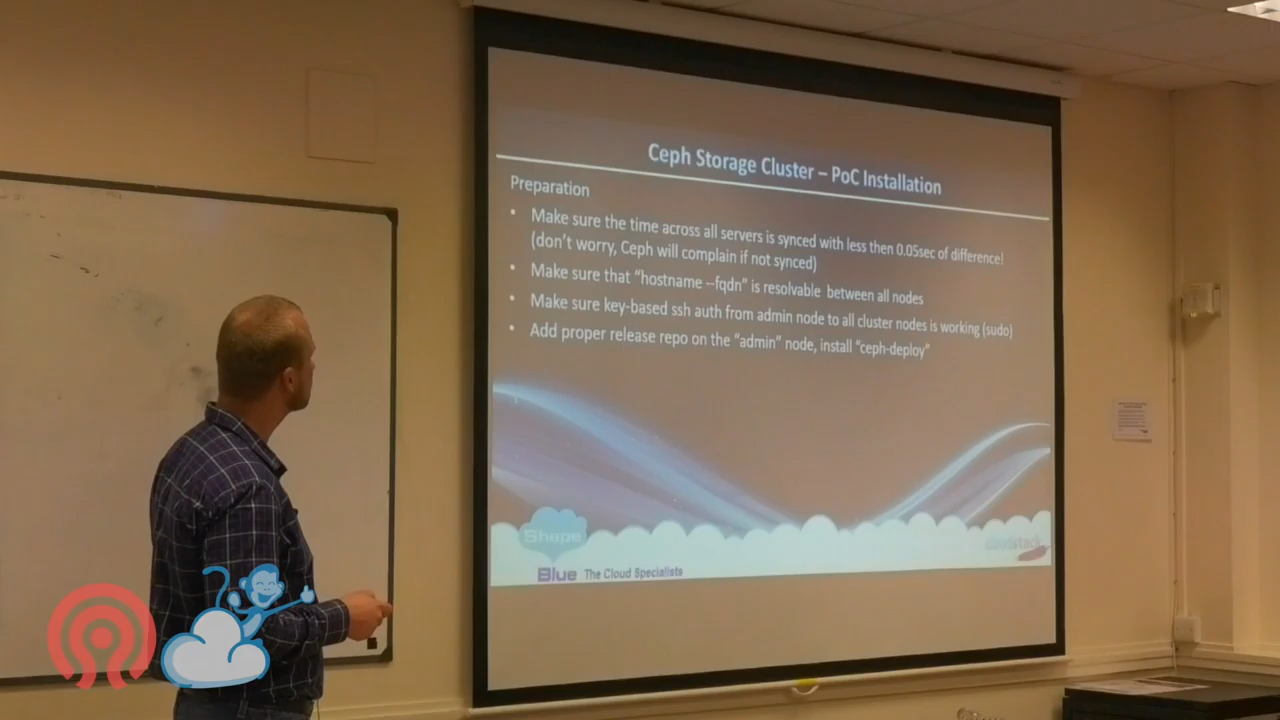 Ceph Storage Cluster – PoC Installation
Preparation
• Make sure the time across all servers is synced with less then 0.05sec of difference!
(don't worry, Ceph will complain if not synced)
• Make sure that "hostname --fqdn" is resolvable between all nodes
• Make sure key-based ssh auth from admin node to all cluster nodes is working (sudo)
• Add proper release repo on the "admin" node, install "ceph-deploy"
Shape
Blue The Cloud Specialists
cloudstack